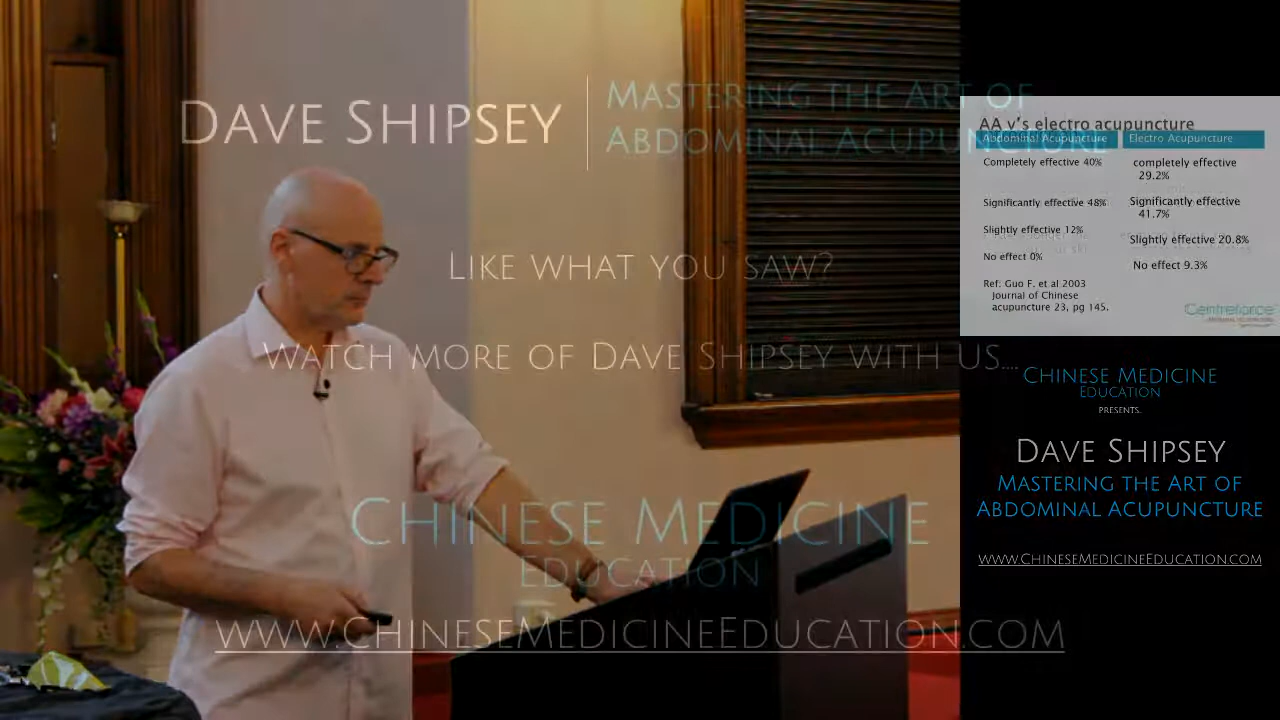 DAVE SHIPSEY
MASTERING THE ART OF
ABDOMINAL ACUPUNCTURE
LIKE WHAT YOU SAW?
WATCH MORE OF DAVE SHIPSEY WITH US....
CHINESE MEDICINE
EDUCATION
WWW.CHINESEMEDICINEEDUCATION.COM
AA v's electro acupuncture
Abdominal Acupuncture
Electro Acupuncture
Completely effective 40%
completely effective
29.2%
Significantly effective 48%
Significantly effective
41.7%
Slightly effective 12%
Slightly effective 20.8%
No effect 0%
No effect 9.3%
Ref: Guo F. et al 2003
Journal of Chinese
acupuncture 23, pg 145.
Centreforce
CHINESE MEDICINE
EDUCATION
PRESENTS.
DAVE SHIPSEY
MASTERING THE ART OF
ABDOMINAL ACUPUNCTURE
WWW.CHINESEMEDICINEEDUCATION.COM